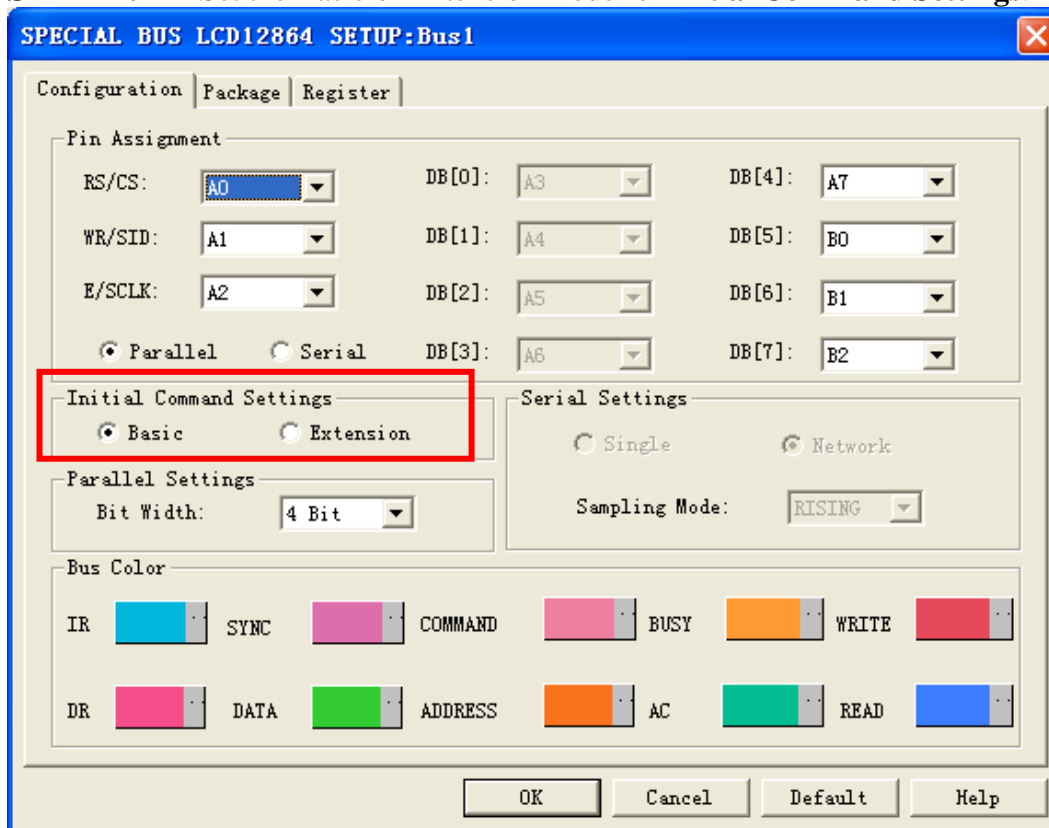 SPECIAL BUS LCD12864 SETUP:Bus1
Configuration Package Register
Pin Assignment
RS/CS: A0 DB[0]: A3 DB[4]: A7
WR/SID: A1 DB[1]: A4 DB[5]: B0
E/SCLK: A2 DB[2]: A5 DB[6]: B1
Parallel Serial DB[3]: A6 DB[7]: B2
Initial Command Settings Serial Settings
Basic Extension Single Network
Parallel Settings
Bit Width: 4 Bit Sampling Mode: RISING
Bus Color
IR SYNC COMMAND BUSY WRITE
DR DATA ADDRESS AC READ
OK Cancel Default Help